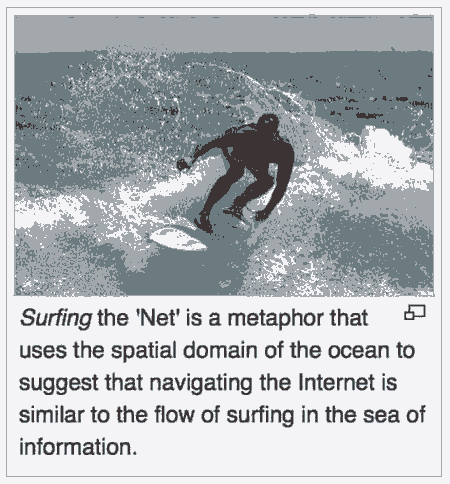 Surfing the 'Net' is a metaphor that
uses the spatial domain of the ocean to
suggest that navigating the Internet is
similar to the flow of surfing in the sea of
information.